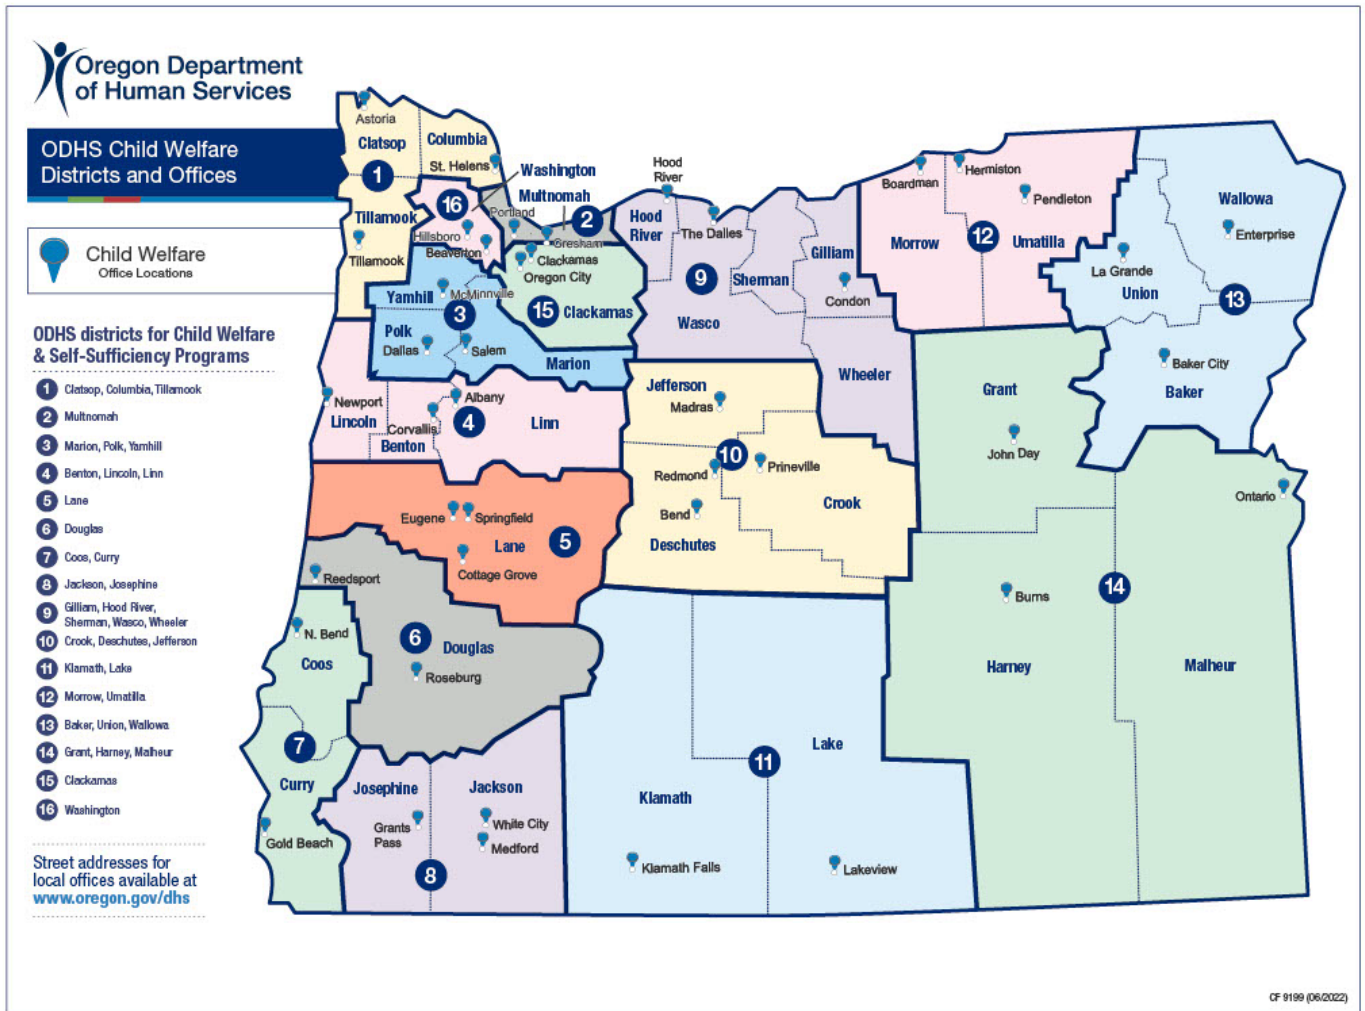 Oregon Department
of Human Services
ODHS Child Welfare
Districts and Offices
Child Welfare
Office Locations
ODHS districts for Child Welfare
& Self-Sufficiency Programs
1 Clatsop, Columbia, Tillamook
2 Multnomah
3 Marion, Polk, Yamhill
4 Benton, Lincoln, Linn
5 Lane
6 Douglas
7 Coos, Curry
8 Jackson, Josephine
9 Gilliam, Hood River,
Sherman, Wasco, Wheeler
10 Crook, Deschutes, Jefferson
11 Klamath, Lake
12 Morrow, Umatilla
13 Baker, Union, Wallowa
14 Grant, Harney, Malheur
15 Clackamas
16 Washington
Street addresses for
local offices available at
www.oregon.gov/dhs
Astoria
Clatsop
Columbia
St. Helens
1
Tillamook
Tillamook
Washington
16
Hillsboro
Beaverton
Multnomah
Portland
2
Gresham
Clackamas
Oregon City
15
Clackamas
Yamhill
McMinnville
3
Polk
Dallas
Salem
Marion
Newport
Lincoln
Albany
Corvallis
4
Benton
Linn
Eugene
Springfield
Lane
5
Cottage Grove
Reedsport
6
Douglas
Roseburg
N. Bend
Coos
7
Curry
Gold Beach
Josephine
Jackson
Grants
Pass
White City
Medford
8
Hood
River
Hood
River
The Dalles
9
Sherman
Wasco
Gilliam
Condon
Wheeler
Jefferson
Madras
10
Redmond
Prineville
Bend
Crook
Deschutes
Klamath
11
Lake
Klamath Falls
Lakeview
Boardman
Hermiston
Pendleton
Morrow
12
Umatilla
Wallowa
Enterprise
La Grande
Union
13
Baker City
Baker
Grant
John Day
Ontario
Burns
14
Harney
Malheur
CF 9199 (06/2022)